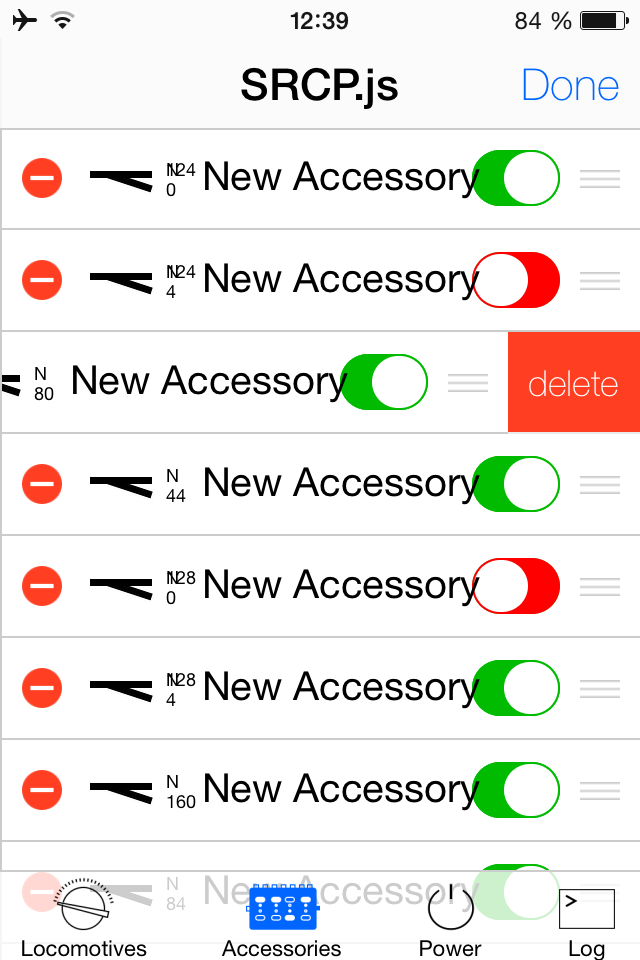 12:39
84 %
SRCP.js
Done
N 24
0
New Accessory
N 24
4
New Accessory
N
80
New Accessory
delete
N
44
New Accessory
N 28
0
New Accessory
N 28
4
New Accessory
N
160
New Accessory
N
84
New Accessory
Locomotives
Accessories
Power
Log